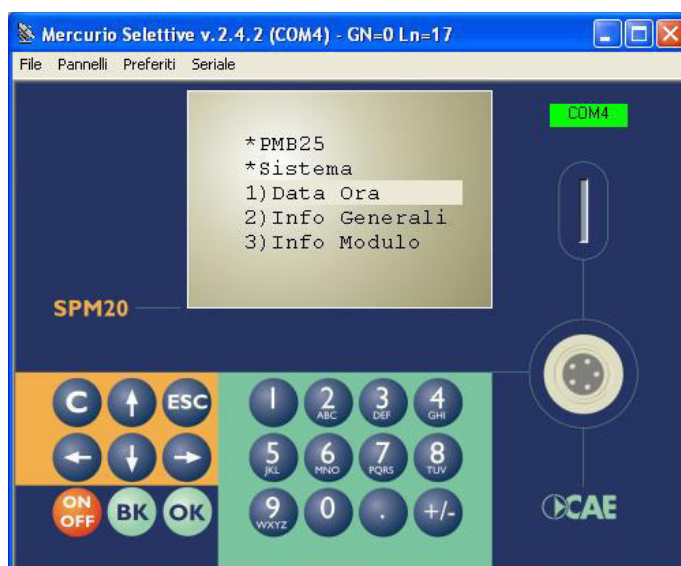 Mercurio Selettive v.2.4.2 (COM4) - GN=0 Ln=17
File Pannelli Preferiti Seriale
COM4
*PMB25
*Sistema
1)Data Ora
2)Info Generali
3)Info Modulo
SPM20
C ESC 1 2 ABC 3 DEF 4 GHI
5 JKL 6 MNO 7 PQRS 8 TUV
ON OFF BK OK 9 WXYZ 0 . +/-
CAE